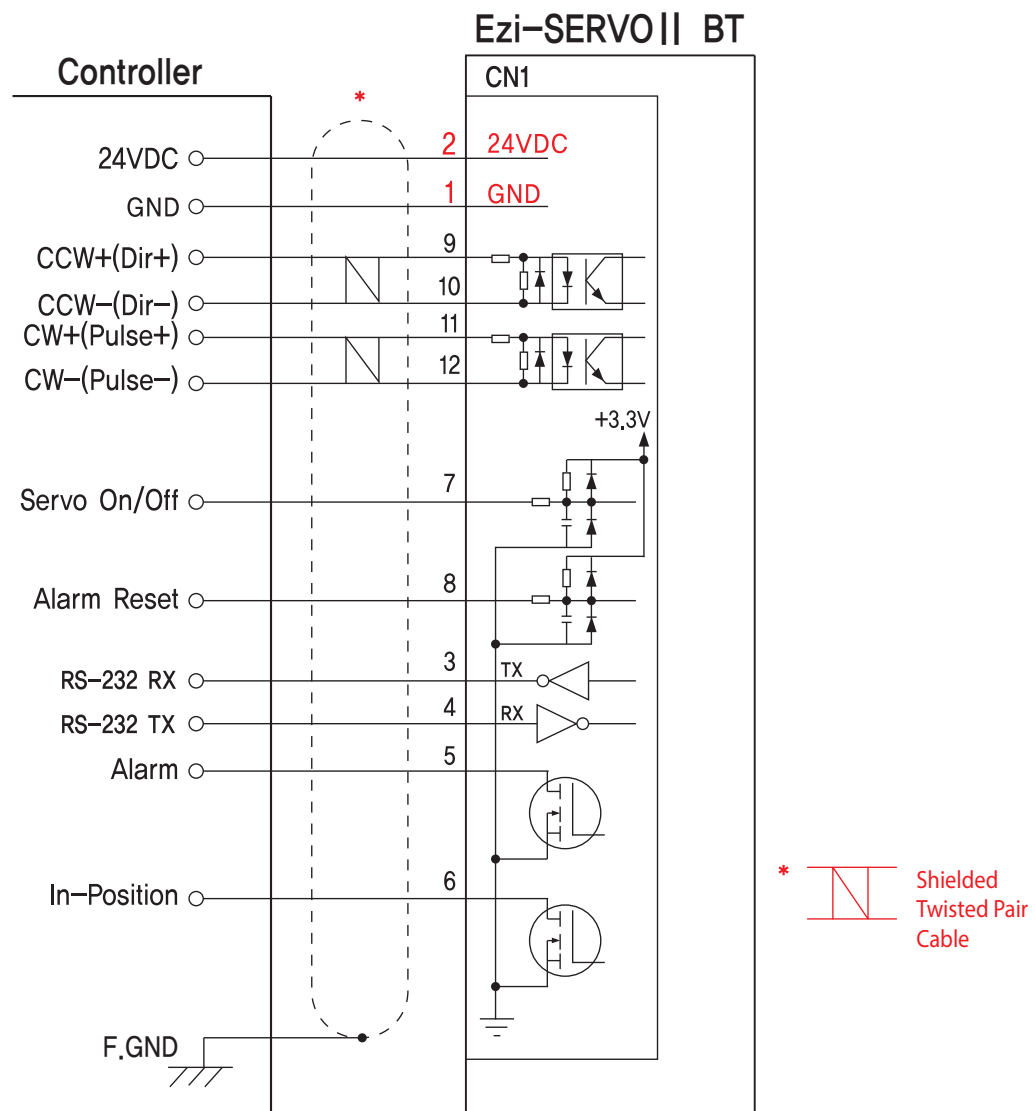 Ezi-SERVOII BT
Controller
CN1
*
24VDC 2 24VDC
GND 1 GND
CCW+(Dir+) 9
CCW-(Dir-) 10
CW+(Pulse+) 11
CW-(Pulse-) 12
+3.3V
Servo On/Off 7
Alarm Reset 8
RS-232 RX 3 TX
RS-232 TX 4 RX
Alarm 5
In-Position 6
* Shielded
Twisted Pair
Cable
F.GND